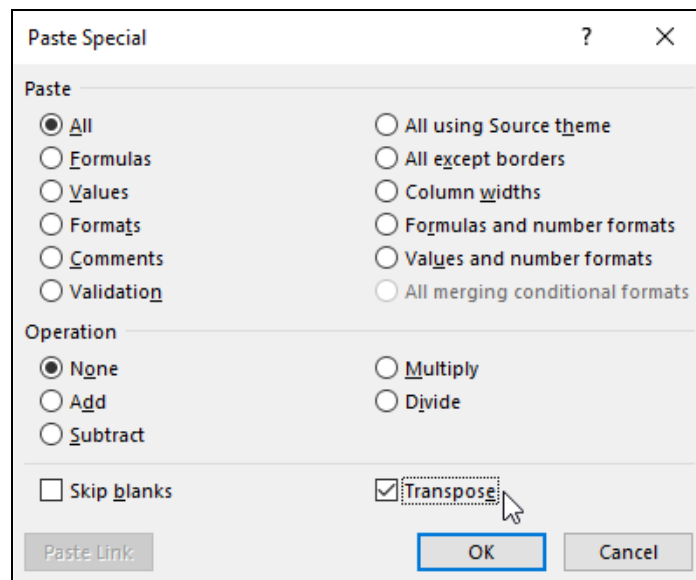 Paste Special
?
Paste
All
All using Source theme
Formulas
All except borders
Values
Column widths
Formats
Formulas and number formats
Comments
Values and number formats
Validation
All merging conditional formats
Operation
None
Multiply
Add
Divide
Subtract
Skip blanks
Transpose
Paste Link
OK
Cancel